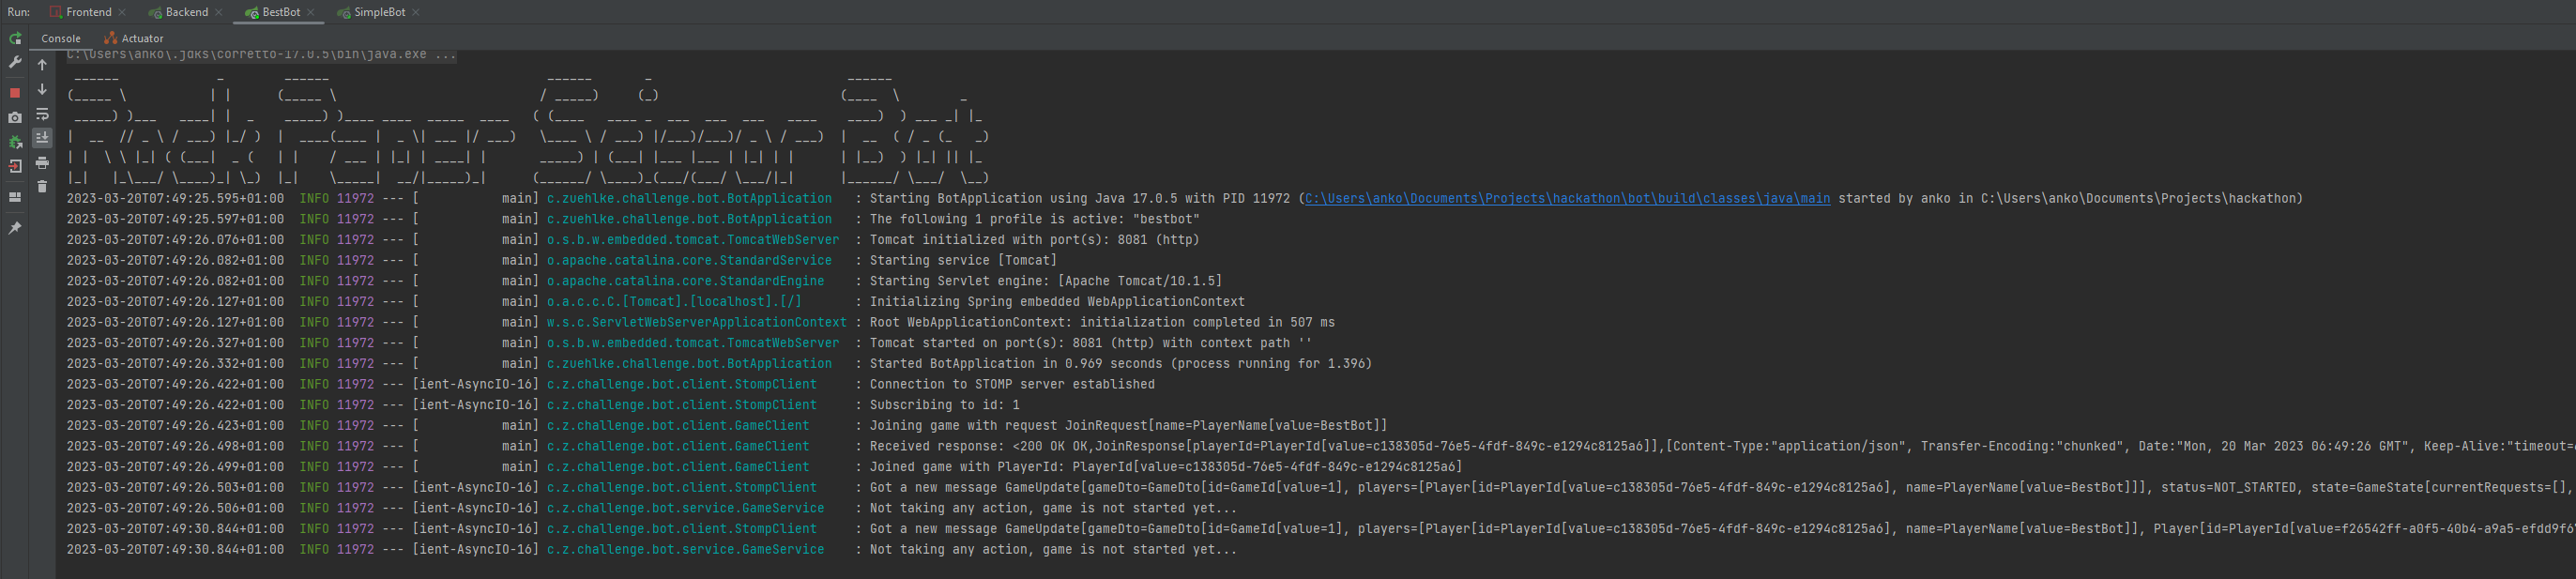 Run: Frontend Backend BestBot SimpleBot
Console Actuator
C:\Users\anko\.jdks\corretto-17.0.5\bin\java.exe ...
Rock Paper Scissors Bot
2023-03-20T07:49:25.595+01:00  INFO 11972 --- [           main] c.zuehlke.challenge.bot.BotApplication   : Starting BotApplication using Java 17.0.5 with PID 11972 (C:\Users\anko\Documents\Projects\hackathon\bot\build\classes\java\main started by anko in C:\Users\anko\Documents\Projects\hackathon)
2023-03-20T07:49:25.597+01:00  INFO 11972 --- [           main] c.zuehlke.challenge.bot.BotApplication   : The following 1 profile is active: "bestbot"
2023-03-20T07:49:26.076+01:00  INFO 11972 --- [           main] o.s.b.w.embedded.tomcat.TomcatWebServer  : Tomcat initialized with port(s): 8081 (http)
2023-03-20T07:49:26.082+01:00  INFO 11972 --- [           main] o.apache.catalina.core.StandardService   : Starting service [Tomcat]
2023-03-20T07:49:26.082+01:00  INFO 11972 --- [           main] o.apache.catalina.core.StandardEngine    : Starting Servlet engine: [Apache Tomcat/10.1.5]
2023-03-20T07:49:26.127+01:00  INFO 11972 --- [           main] o.a.c.c.C.[Tomcat].[localhost].[/]       : Initializing Spring embedded WebApplicationContext
2023-03-20T07:49:26.127+01:00  INFO 11972 --- [           main] w.s.c.ServletWebServerApplicationContext : Root WebApplicationContext: initialization completed in 507 ms
2023-03-20T07:49:26.327+01:00  INFO 11972 --- [           main] o.s.b.w.embedded.tomcat.TomcatWebServer  : Tomcat started on port(s): 8081 (http) with context path ''
2023-03-20T07:49:26.332+01:00  INFO 11972 --- [           main] c.zuehlke.challenge.bot.BotApplication   : Started BotApplication in 0.969 seconds (process running for 1.396)
2023-03-20T07:49:26.422+01:00  INFO 11972 --- [ient-AsyncIO-16] c.z.challenge.bot.client.StompClient     : Connection to STOMP server established
2023-03-20T07:49:26.422+01:00  INFO 11972 --- [ient-AsyncIO-16] c.z.challenge.bot.client.StompClient     : Subscribing to id: 1
2023-03-20T07:49:26.423+01:00  INFO 11972 --- [           main] c.z.challenge.bot.client.GameClient      : Joining game with request JoinRequest[name=PlayerName[value=BestBot]]
2023-03-20T07:49:26.498+01:00  INFO 11972 --- [           main] c.z.challenge.bot.client.GameClient      : Received response: <200 OK OK,JoinResponse[playerId=PlayerId[value=c138305d-76e5-4fdf-849c-e1294c8125a6]],[Content-Type:"application/json", Transfer-Encoding:"chunked", Date:"Mon, 20 Mar 2023 06:49:26 GMT", Keep-Alive:"timeout=
2023-03-20T07:49:26.499+01:00  INFO 11972 --- [           main] c.z.challenge.bot.client.GameClient      : Joined game with PlayerId: PlayerId[value=c138305d-76e5-4fdf-849c-e1294c8125a6]
2023-03-20T07:49:26.503+01:00  INFO 11972 --- [ient-AsyncIO-16] c.z.challenge.bot.client.StompClient     : Got a new message GameUpdate[gameDto=GameDto[id=GameId[value=1], players=[Player[id=PlayerId[value=c138305d-76e5-4fdf-849c-e1294c8125a6], name=PlayerName[value=BestBot]]], status=NOT_STARTED, state=GameState[currentRequests=[],
2023-03-20T07:49:26.506+01:00  INFO 11972 --- [ient-AsyncIO-16] c.z.challenge.bot.service.GameService    : Not taking any action, game is not started yet...
2023-03-20T07:49:30.844+01:00  INFO 11972 --- [ient-AsyncIO-16] c.z.challenge.bot.client.StompClient     : Got a new message GameUpdate[gameDto=GameDto[id=GameId[value=1], players=[Player[id=PlayerId[value=c138305d-76e5-4fdf-849c-e1294c8125a6], name=PlayerName[value=BestBot]], Player[id=PlayerId[value=f26542ff-a0f5-40b4-a9a5-efdd9f6
2023-03-20T07:49:30.844+01:00  INFO 11972 --- [ient-AsyncIO-16] c.z.challenge.bot.service.GameService    : Not taking any action, game is not started yet...